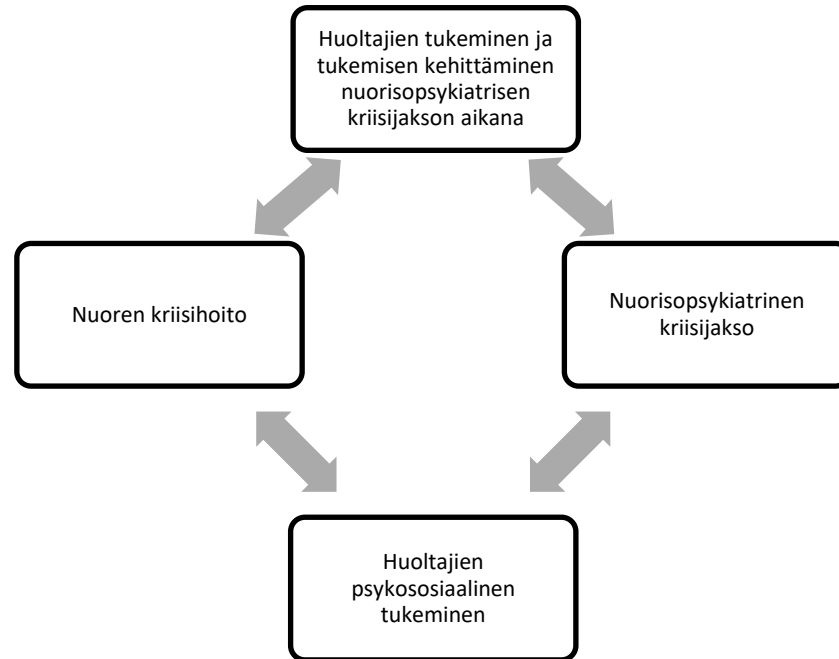 Huoltajien tukeminen ja
tukemisen kehittäminen
nuorisopsykiatrisen
kriisijakson aikana
Nuoren kriisihoito
Nuorisopsykiatrinen
kriisijakso
Huoltajien
psykososiaalinen
tukeminen